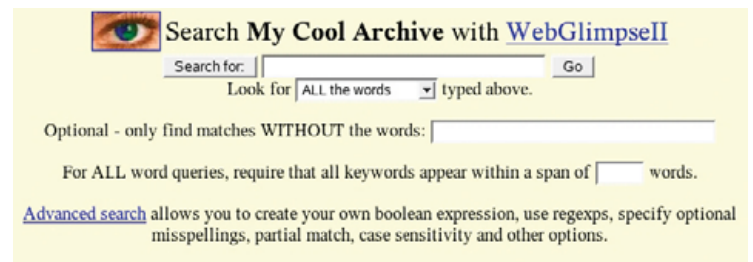 Search My Cool Archive with WebGlimpseII
Search for: Go
Look for ALL the words typed above.
Optional - only find matches WITHOUT the words:
For ALL word queries, require that all keywords appear within a span of words.
Advanced search allows you to create your own boolean expression, use regexps, specify optional
misspellings, partial match, case sensitivity and other options.